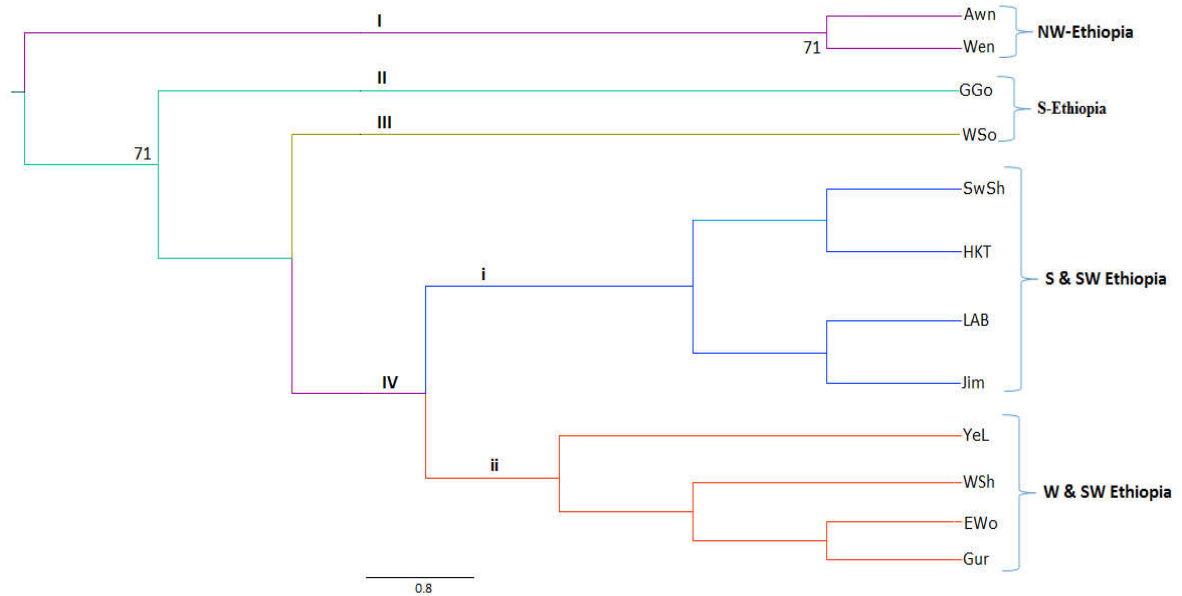 I
Awn
71
Wen
NW-Ethiopia
II
GGo
S-Ethiopia
III
WSo
71
SwSh
HKT
i
S & SW Ethiopia
LAB
IV
Jim
YeL
ii
WSh
W & SW Ethiopia
EWo
Gur
0.8